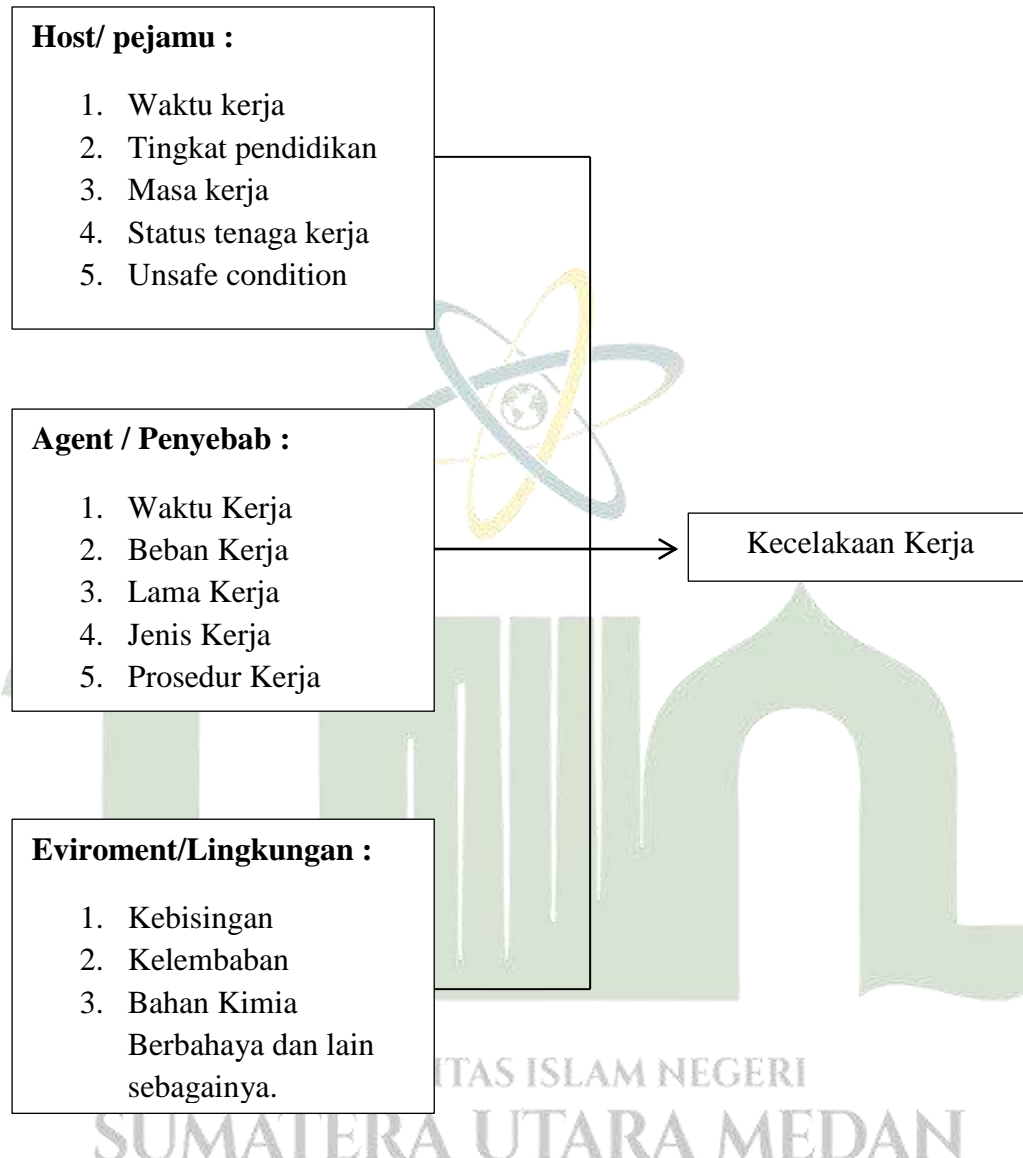 Host/ pejamu :
1. Waktu kerja
2. Tingkat pendidikan
3. Masa kerja
4. Status tenaga kerja
5. Unsafe condition
Agent / Penyebab :
1. Waktu Kerja
2. Beban Kerja
3. Lama Kerja
4. Jenis Kerja
5. Prosedur Kerja
Kecelakaan Kerja
Eviroment/Lingkungan :
1. Kebisingan
2. Kelembaban
3. Bahan Kimia
Berbahaya dan lain
sebagainya.
ITAS ISLAM NEGERI
SUMATERA UTARA MEDAN